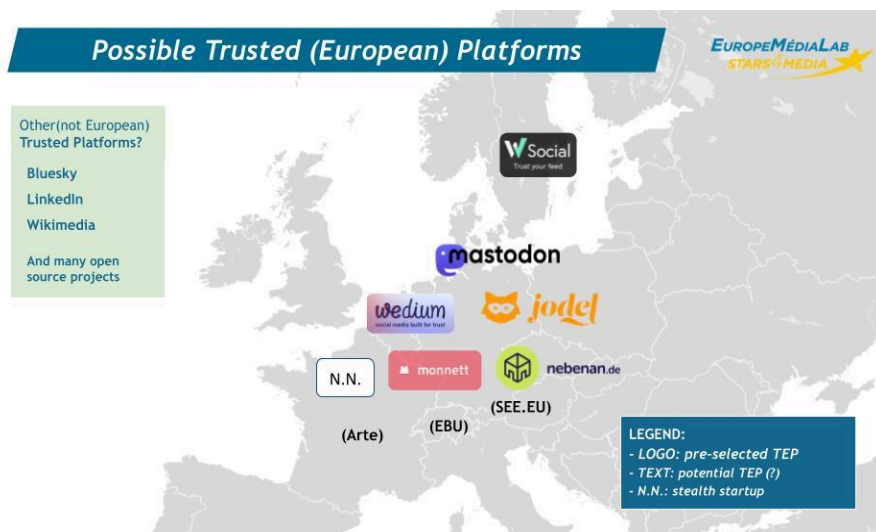 Possible Trusted (European) Platforms
EUROPEMÉDIALAB
STARS4MEDIA
Other(not European)
Trusted Platforms?
Bluesky
LinkedIn
Wikimedia
And many open
source projects
W Social
Trust your feed
mastodon
wedium
social media built for trust
jodel
N.N.
monnett
nebenan.de
(SEE.EU)
(EBU)
(Arte)
LEGEND:
- LOGO: pre-selected TEP
- TEXT: potential TEP (?)
- N.N.: stealth startup